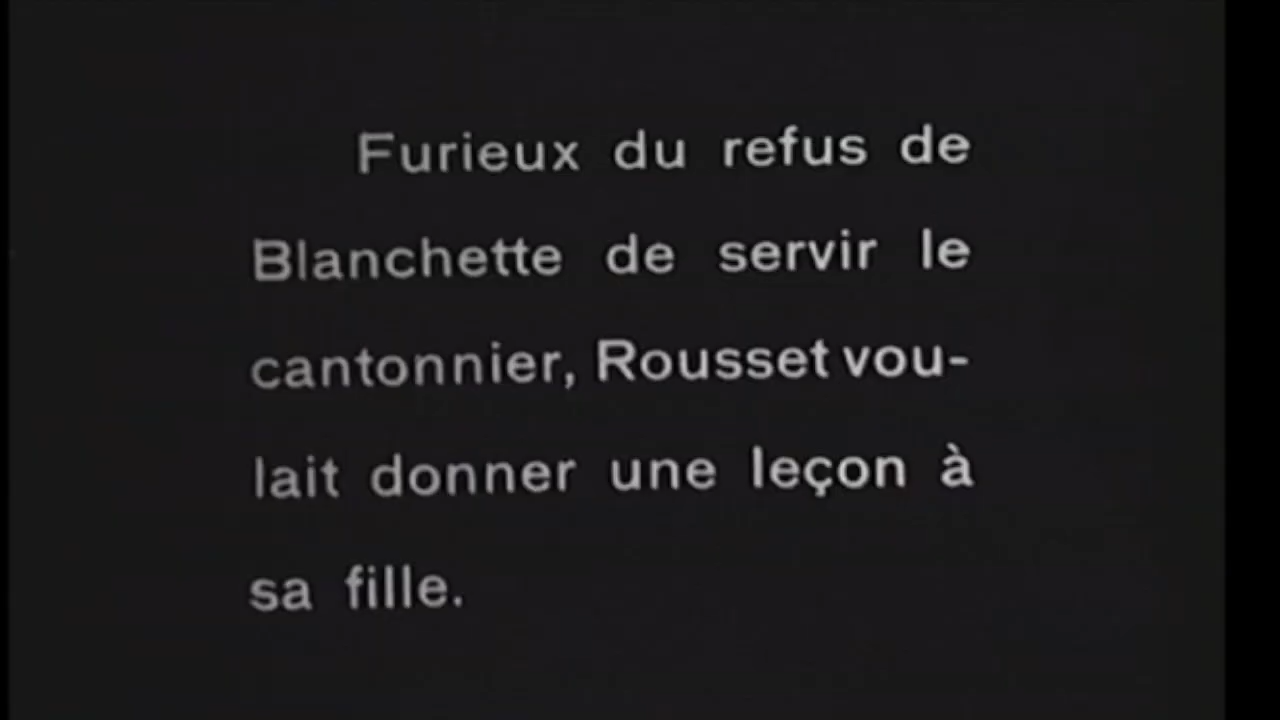 Furieux du refus de
Blanchette de servir le
cantonnier, Rousset vou-
lait donner une leçon à
sa fille.